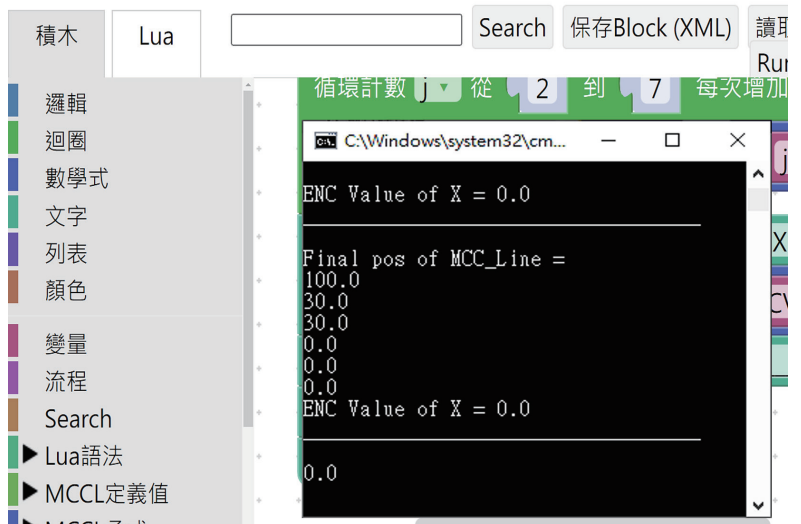 積木 Lua Search 保存Block (XML) 讀取
Run
循環計數 j 從 2 到 7 每次增加
邏輯
迴圈
數學式
文字
列表
顏色
變量
流程
Search
Lua語法
MCCL定義值
C:\Windows\system32\cm...
ENC Value of X = 0.0
Final pos of MCC_Line =
100.0
30.0
30.0
0.0
0.0
0.0
ENC Value of X = 0.0
0.0
j
X